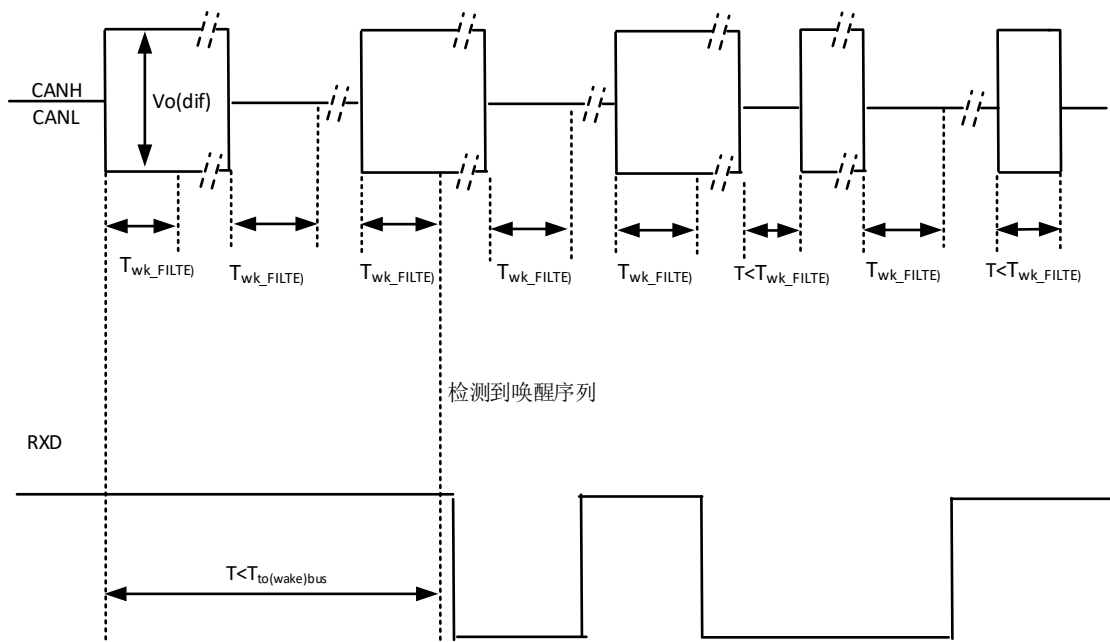 CANH
CANL
Vo(dif)
Twk_FILTE)
Twk_FILTE)
Twk_FILTE)
Twk_FILTE)
Twk_FILTE)
T<Twk_FILTE)
Twk_FILTE)
T<Twk_FILTE)
检测到唤醒序列
RXD
T<Tto(wake)bus